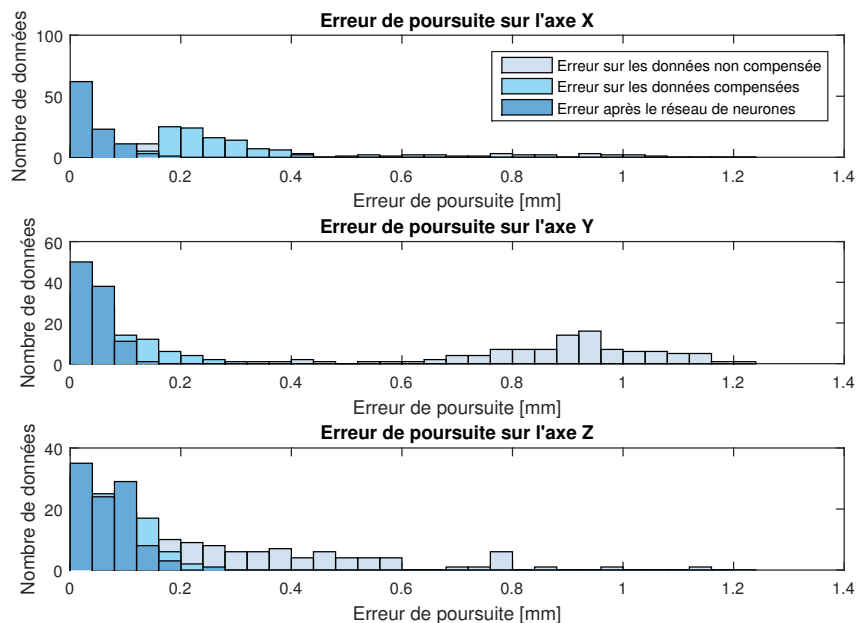 Erreur de poursuite sur l'axe X
Nombre de données
100
50
0
Erreur sur les données non compensée
Erreur sur les données compensées
Erreur après le réseau de neurones
0 0.2 0.4 0.6 0.8 1 1.2 1.4
Erreur de poursuite [mm]
Erreur de poursuite sur l'axe Y
Nombre de données
60
40
20
0
0 0.2 0.4 0.6 0.8 1 1.2 1.4
Erreur de poursuite [mm]
Erreur de poursuite sur l'axe Z
Nombre de données
40
20
0
0 0.2 0.4 0.6 0.8 1 1.2 1.4
Erreur de poursuite [mm]